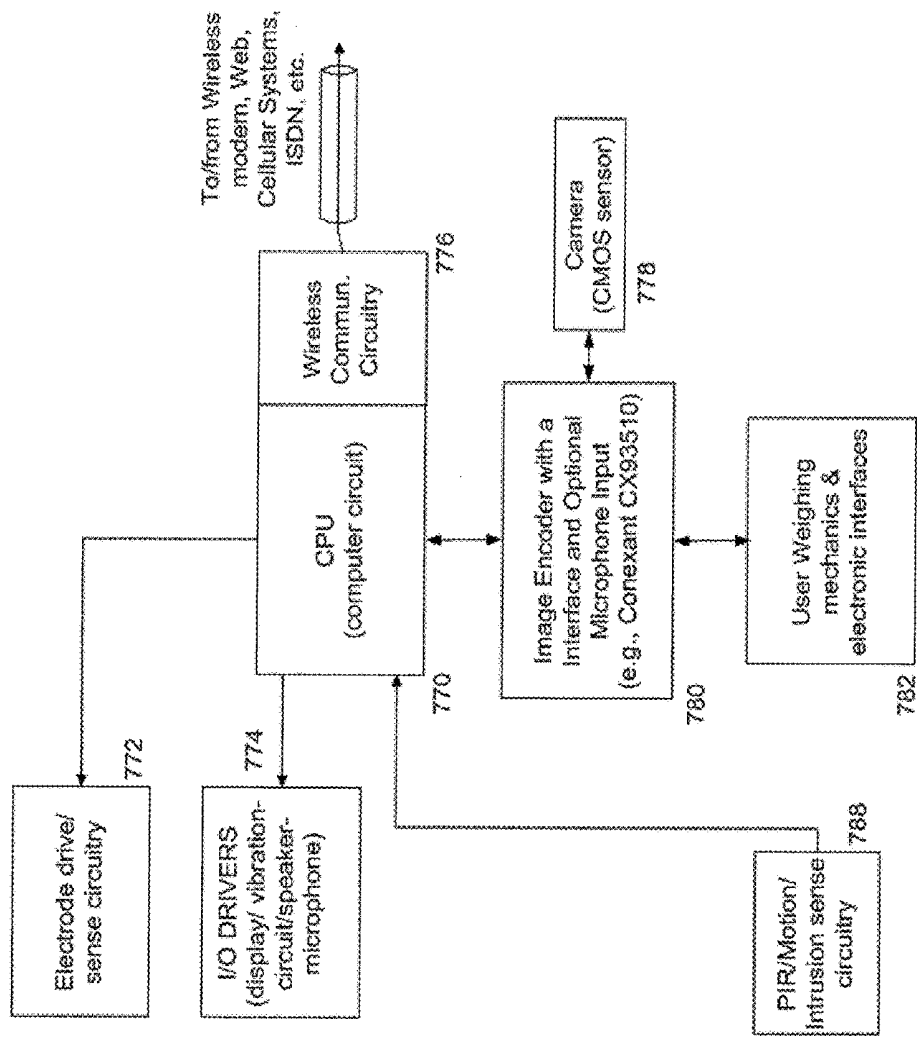 Electrode drive/
sense circuitry
772
I/O DRIVERS
(display/ vibration-
circuit/speaker-
microphone)
774
PIR/Motion/
Intrusion sense
circuitry
788
CPU
(computer circuit)
770
Wireless
Commun.
Circuitry
776
To/from Wireless
modem, Web,
Cellular Systems,
ISDN, etc.
Image Encoder with a
Interface and Optional
Microphone Input
(e.g., Conexant CX93510)
780
Camera
(CMOS sensor)
778
User Weighing
mechanics &
electronic interfaces
782